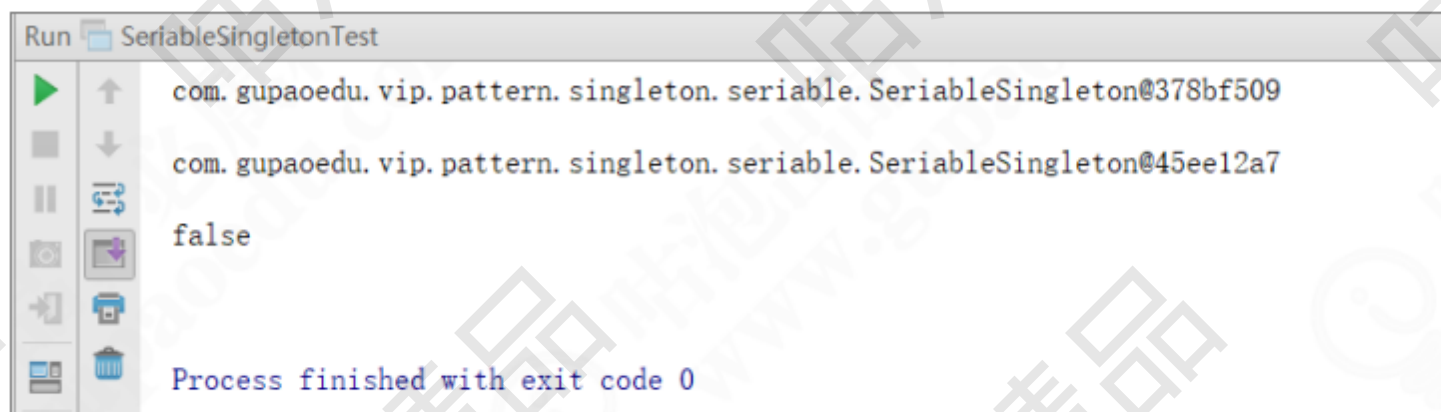 Run SeriableSingletonTest
com.gupaoedu.vip.pattern.singleton.seriable.SeriableSingleton@378bf509
com.gupaoedu.vip.pattern.singleton.seriable.SeriableSingleton@45ee12a7
false
Process finished with exit code 0